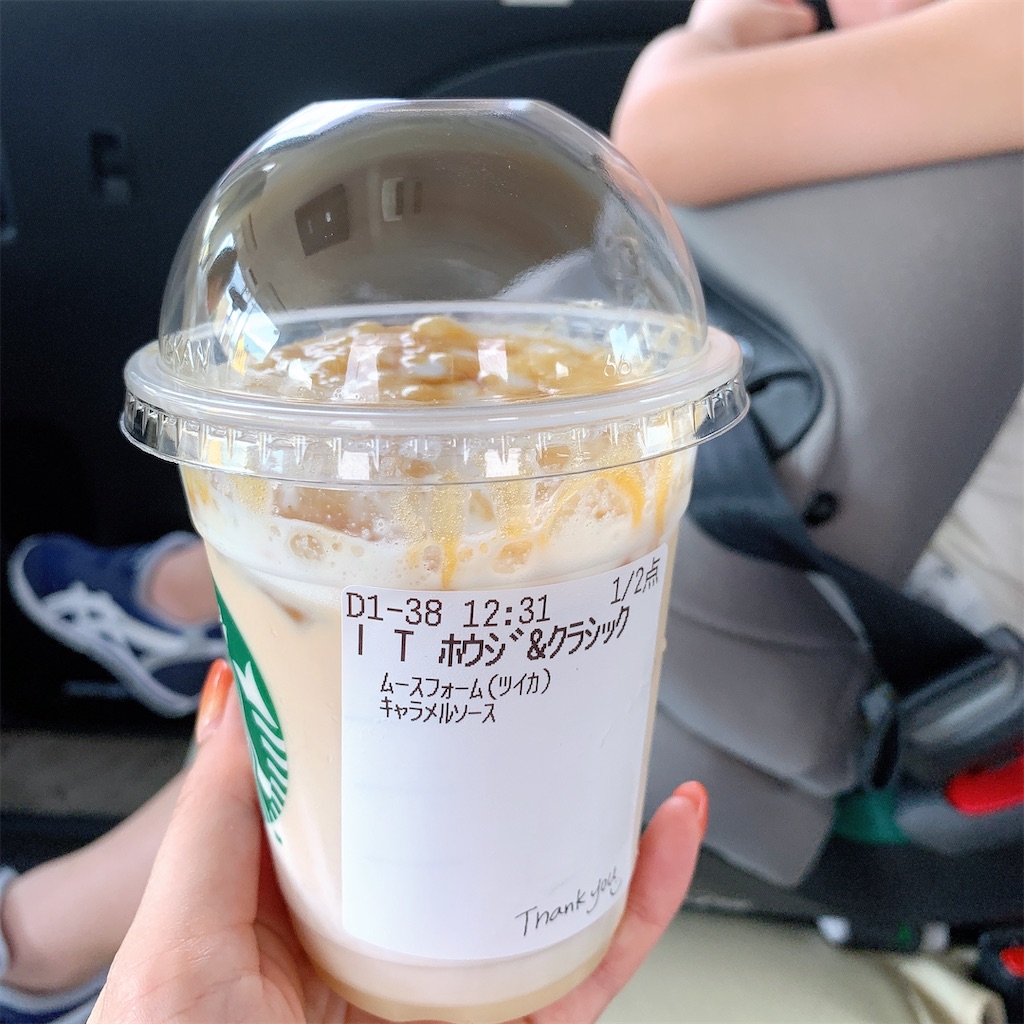 D1-38 12:31 1/2点
I T ホウジ&クラシック
ムースフォーム(ツイカ)
キャラメルソース
Thank you